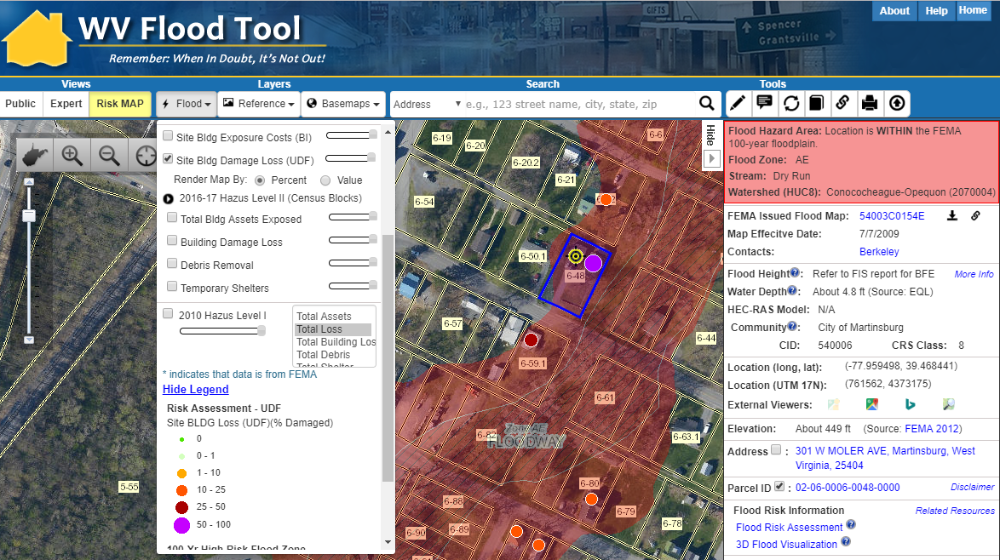 WV Flood Tool
Remember: When In Doubt, It's Not Out!
GIFTS
Spencer
Grantsville
About Help Home
Views Layers Search Tools
Public Expert Risk MAP Flood Reference Basemaps Address e.g., 123 street name, city, state, zip
Site Bldg Exposure Costs (BI)
Site Bldg Damage Loss (UDF)
Render Map By: Percent Value
2016-17 Hazus Level II (Census Blocks)
Total Bldg Assets Exposed
Building Damage Loss
Debris Removal
Temporary Shelters
2010 Hazus Level I
Total Assets
Total Loss
Total Building Los
Total Debris
Total Shelter
* indicates that data is from FEMA
Hide Legend
Risk Assessment - UDF
Site BLDG Loss (UDF)(% Damaged)
0
0 - 1
1 - 10
10 - 25
25 - 50
50 - 100
100-Yr High Risk Flood Zone
5-55
6-19
6-20
6-6
6-20.2
6-21
6-54
6-50.1
6-48
6-57
6-44
6-59.1
6-61
6-82
Zone AE
FLOODWAY
6-63.1
6-80
6-88
6-79
6-78
6-89
6-90
Hide
Flood Hazard Area: Location is WITHIN the FEMA
100-year floodplain.
Flood Zone: AE
Stream: Dry Run
Watershed (HUC8): Conococheague-Opequon (2070004)
FEMA Issued Flood Map: 54003C0154E
Map Effecitve Date: 7/7/2009
Contacts: Berkeley
Flood Height: Refer to FIS report for BFE More Info
Water Depth: About 4.8 ft (Source: EQL)
HEC-RAS Model: N/A
Community: City of Martinsburg
CID: 540006 CRS Class: 8
Location (long, lat): (-77.959498, 39.468441)
Location (UTM 17N): (761562, 4373175)
External Viewers:
Elevation: About 449 ft (Source: FEMA 2012)
Address : 301 W MOLER AVE, Martinsburg, West
Virginia, 25404
Parcel ID : 02-06-0006-0048-0000 Disclaimer
Flood Risk Information Related Resources
Flood Risk Assessment
3D Flood Visualization